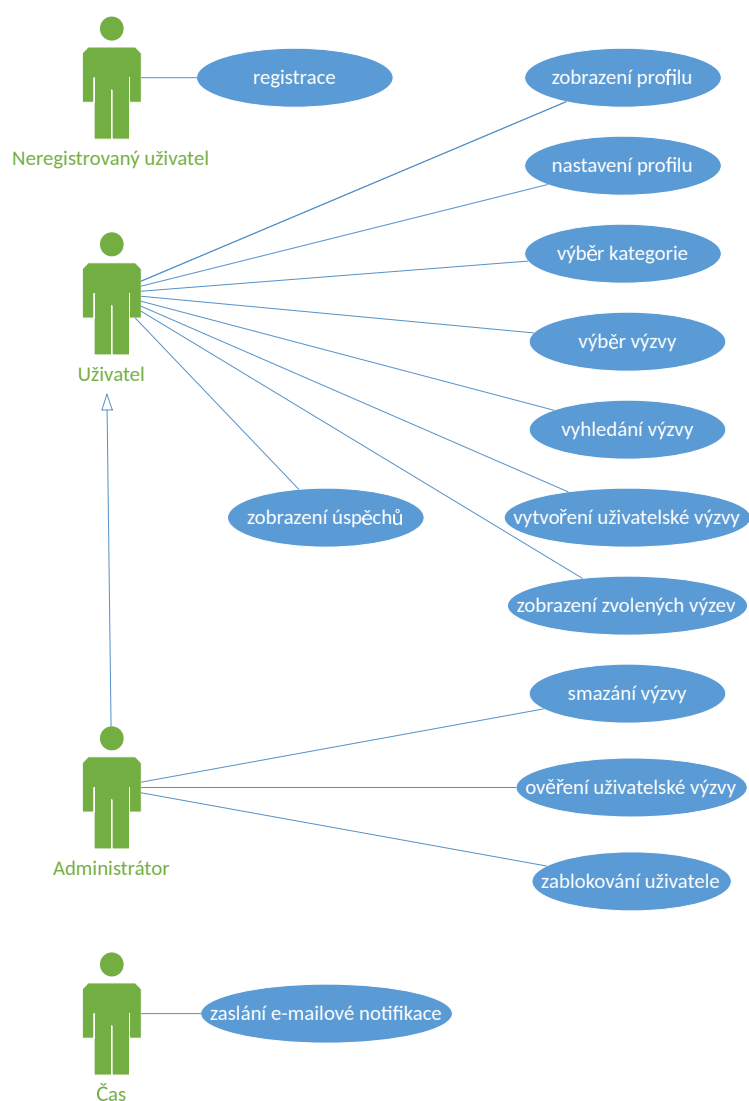 registrace
zobrazení profilu
Neregistrovaný uživatel
nastavení profilu
výběr kategorie
výběr výzvy
Uživatel
vyhledání výzvy
zobrazení úspěchů
vytvoření uživatelské výzvy
zobrazení zvolených výzev
smazání výzvy
ověření uživatelské výzvy
Administrátor
zablokování uživatele
zaslání e-mailové notifikace
Čas